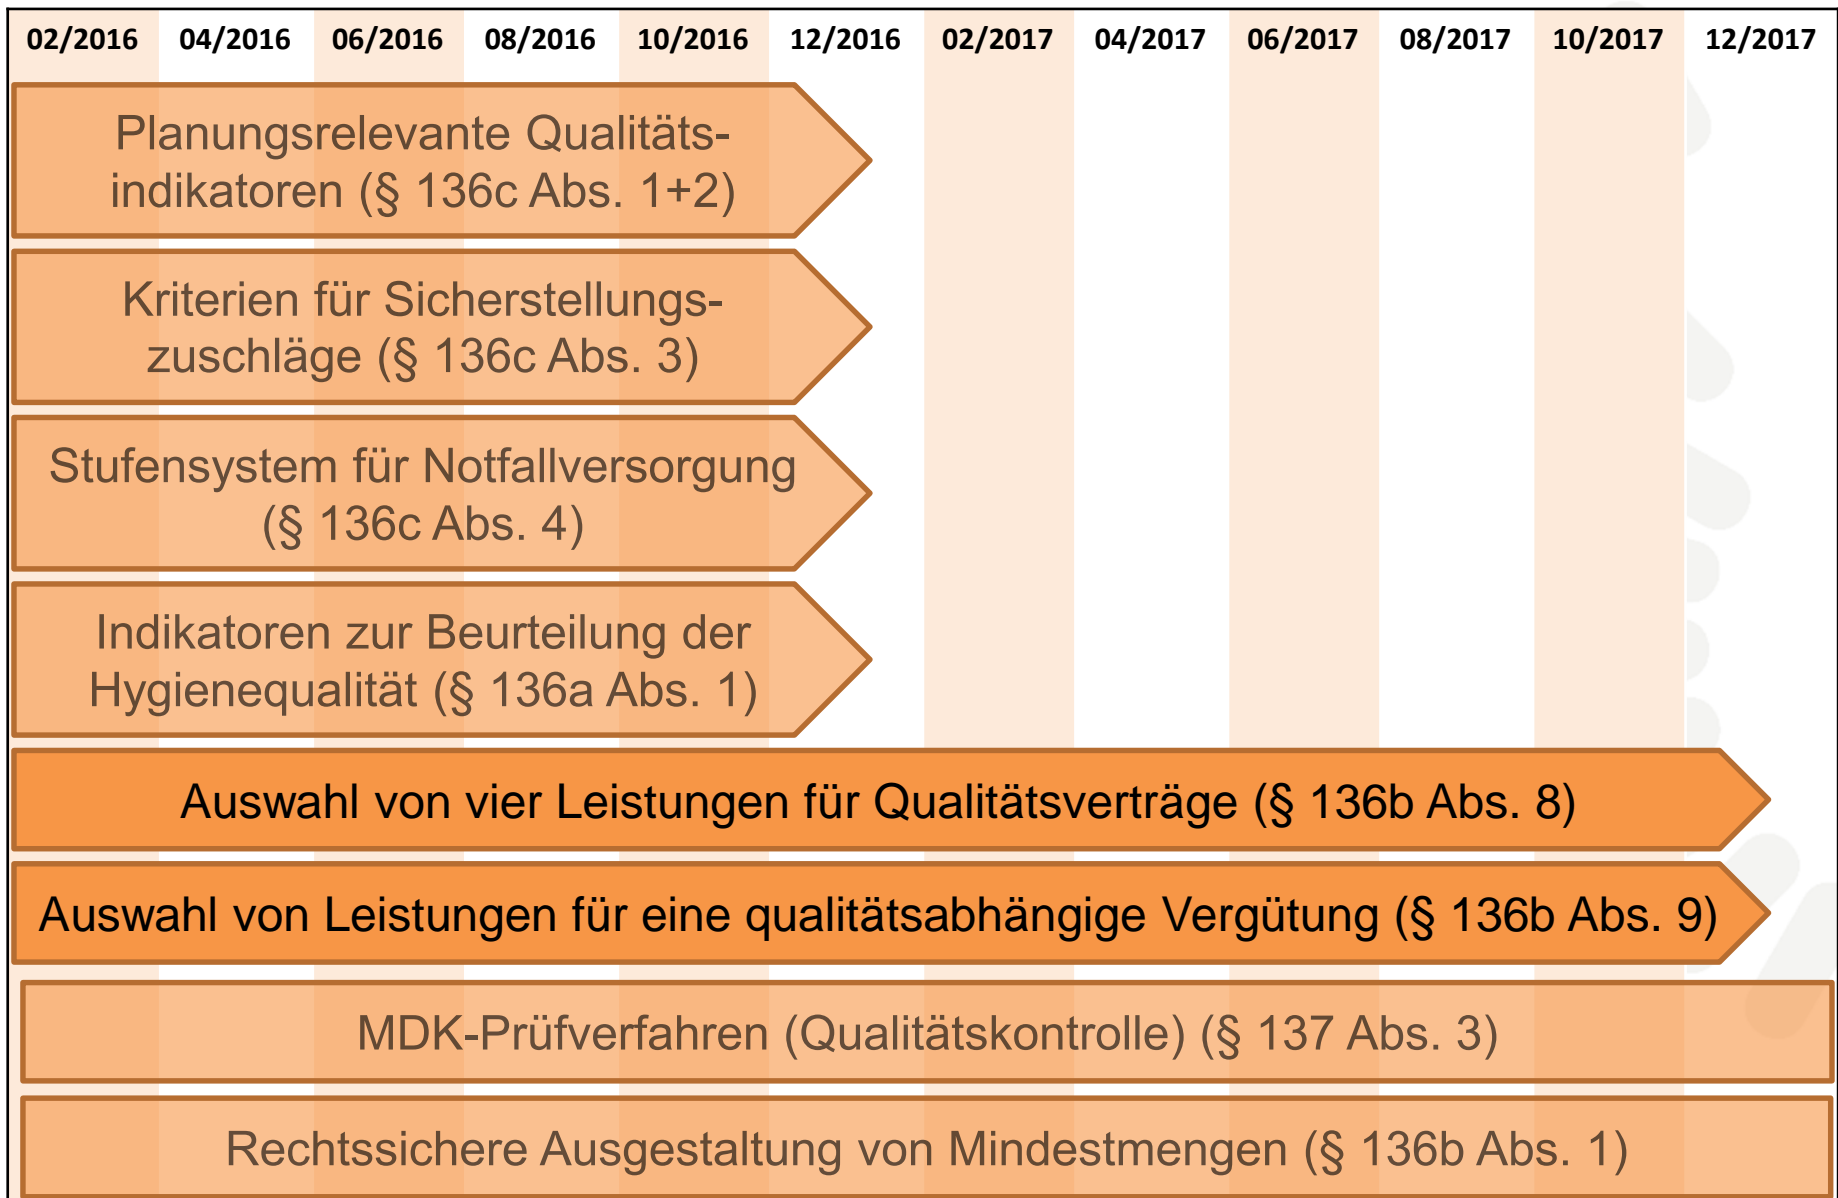 02/2016 04/2016 06/2016 08/2016 10/2016 12/2016 02/2017 04/2017 06/2017 08/2017 10/2017 12/2017
Planungsrelevante Qualitäts-
indikatoren (§ 136c Abs. 1+2)
Kriterien für Sicherstellungs-
zuschläge (§ 136c Abs. 3)
Stufensystem für Notfallversorgung
(§ 136c Abs. 4)
Indikatoren zur Beurteilung der
Hygienequalität (§ 136a Abs. 1)
Auswahl von vier Leistungen für Qualitätsverträge (§ 136b Abs. 8)
Auswahl von Leistungen für eine qualitätsabhängige Vergütung (§ 136b Abs. 9)
MDK-Prüfverfahren (Qualitätskontrolle) (§ 137 Abs. 3)
Rechtssichere Ausgestaltung von Mindestmengen (§ 136b Abs. 1)